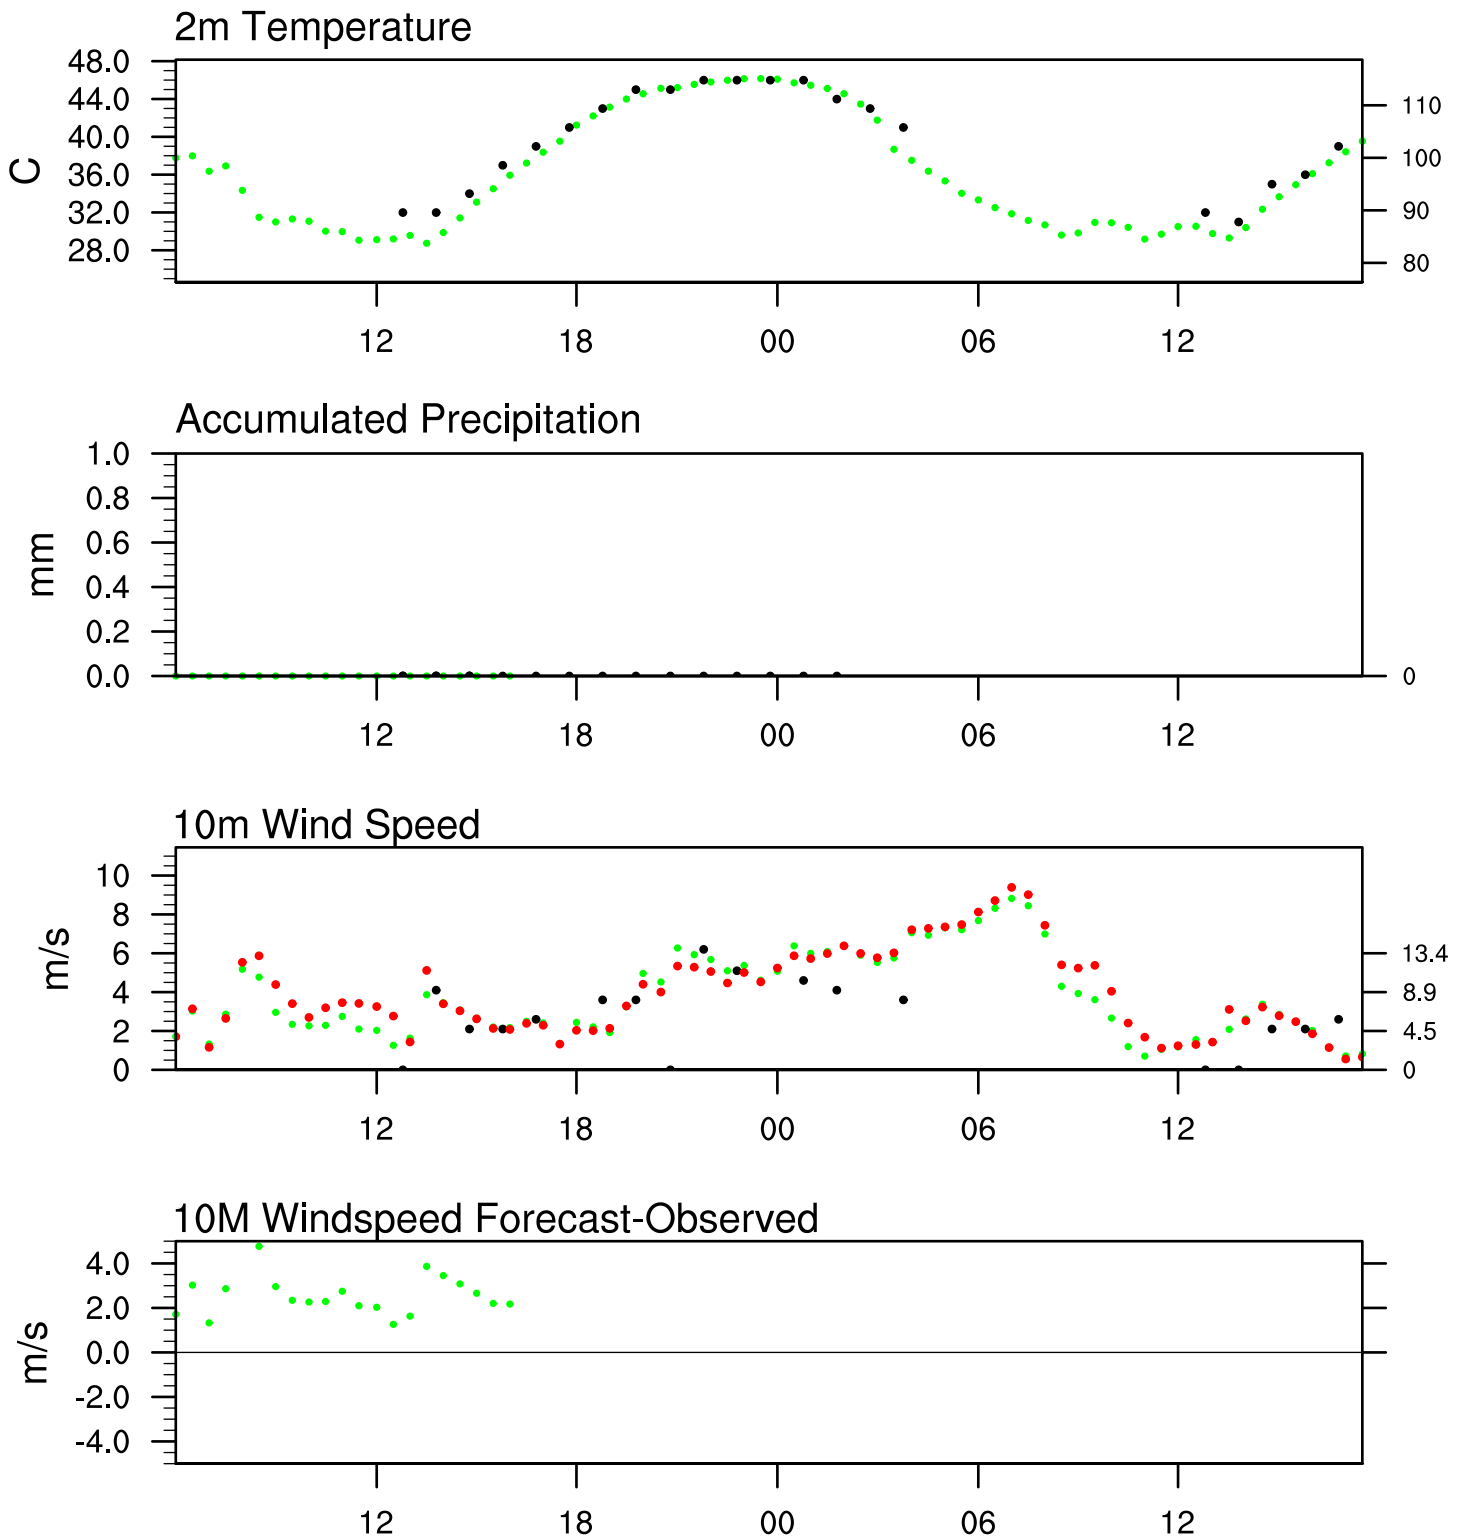 2m Temperature
C
48.0
44.0
40.0
36.0
32.0
28.0
110
100
90
80
12 18 00 06 12
Accumulated Precipitation
mm
1.0
0.8
0.6
0.4
0.2
0.0
0
12 18 00 06 12
10m Wind Speed
m/s
10
8
6
4
2
0
13.4
8.9
4.5
0
12 18 00 06 12
10M Windspeed Forecast-Observed
m/s
4.0
2.0
0.0
-2.0
-4.0
12 18 00 06 12